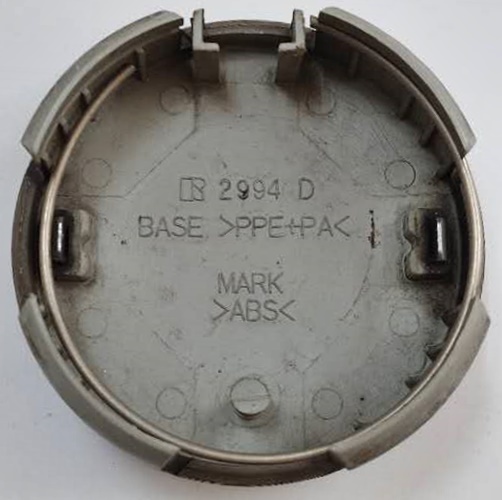 R 2994 D
BASE >PPE+PA<
MARK
>ABS<